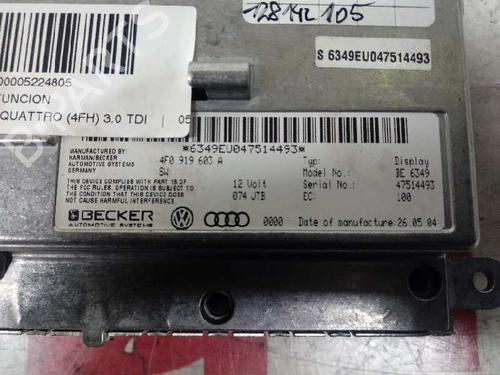 128142 105
S 6349EU047514493
00005224805
FUNCION
QUATTRO (4FH) 3.0 TDI | 05
B-PARTS
*6349EU047514493*
MANUFACTURED BY:
HARMAN/BECKER
AUTOMOTIVE SYSTEMS
GERMANY
4F0 919 603 A
SW:
Typ: Display
Model No.: BE 6349
THIS DEVICE COMPLIES WITH PART 15 OF
THE FCC RULES. OPERATION IS SUBJECT TO
THE CONDITION THAT THIS DEVICE DOES
NOT CAUSE HARMFUL INTERFERENCE.
12 Volt
074 JTB
Serial No.: 47514493
EC: 100
BECKER
AUTOMOTIVE SYSTEMS
0000
Date of manufacture: 26.05.04